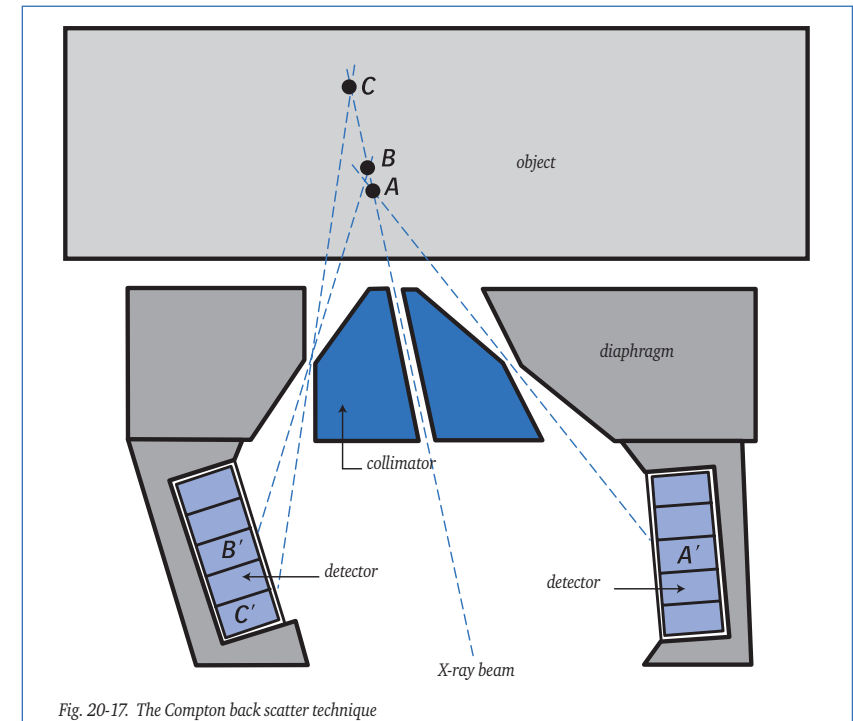 C
B
object
A
diaphragm
collimator
B′
A′
detector
detector
C′
X-ray beam
Fig. 20-17. The Compton back scatter technique